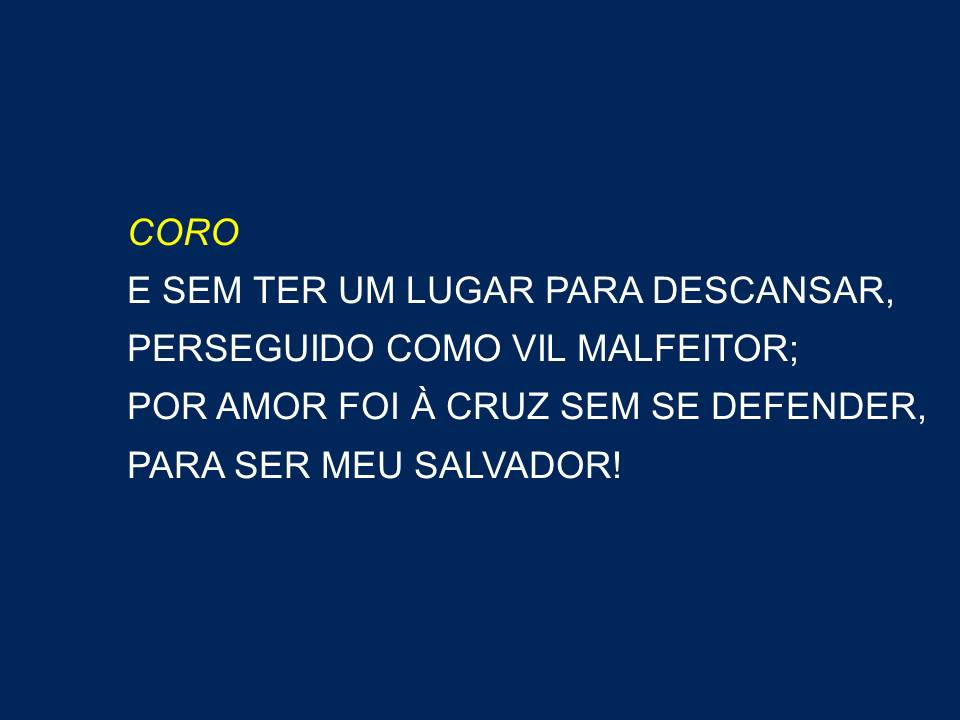 CORO
E SEM TER UM LUGAR PARA DESCANSAR,
PERSEGUIDO COMO VIL MALFEITOR;
POR AMOR FOI À CRUZ SEM SE DEFENDER,
PARA SER MEU SALVADOR!